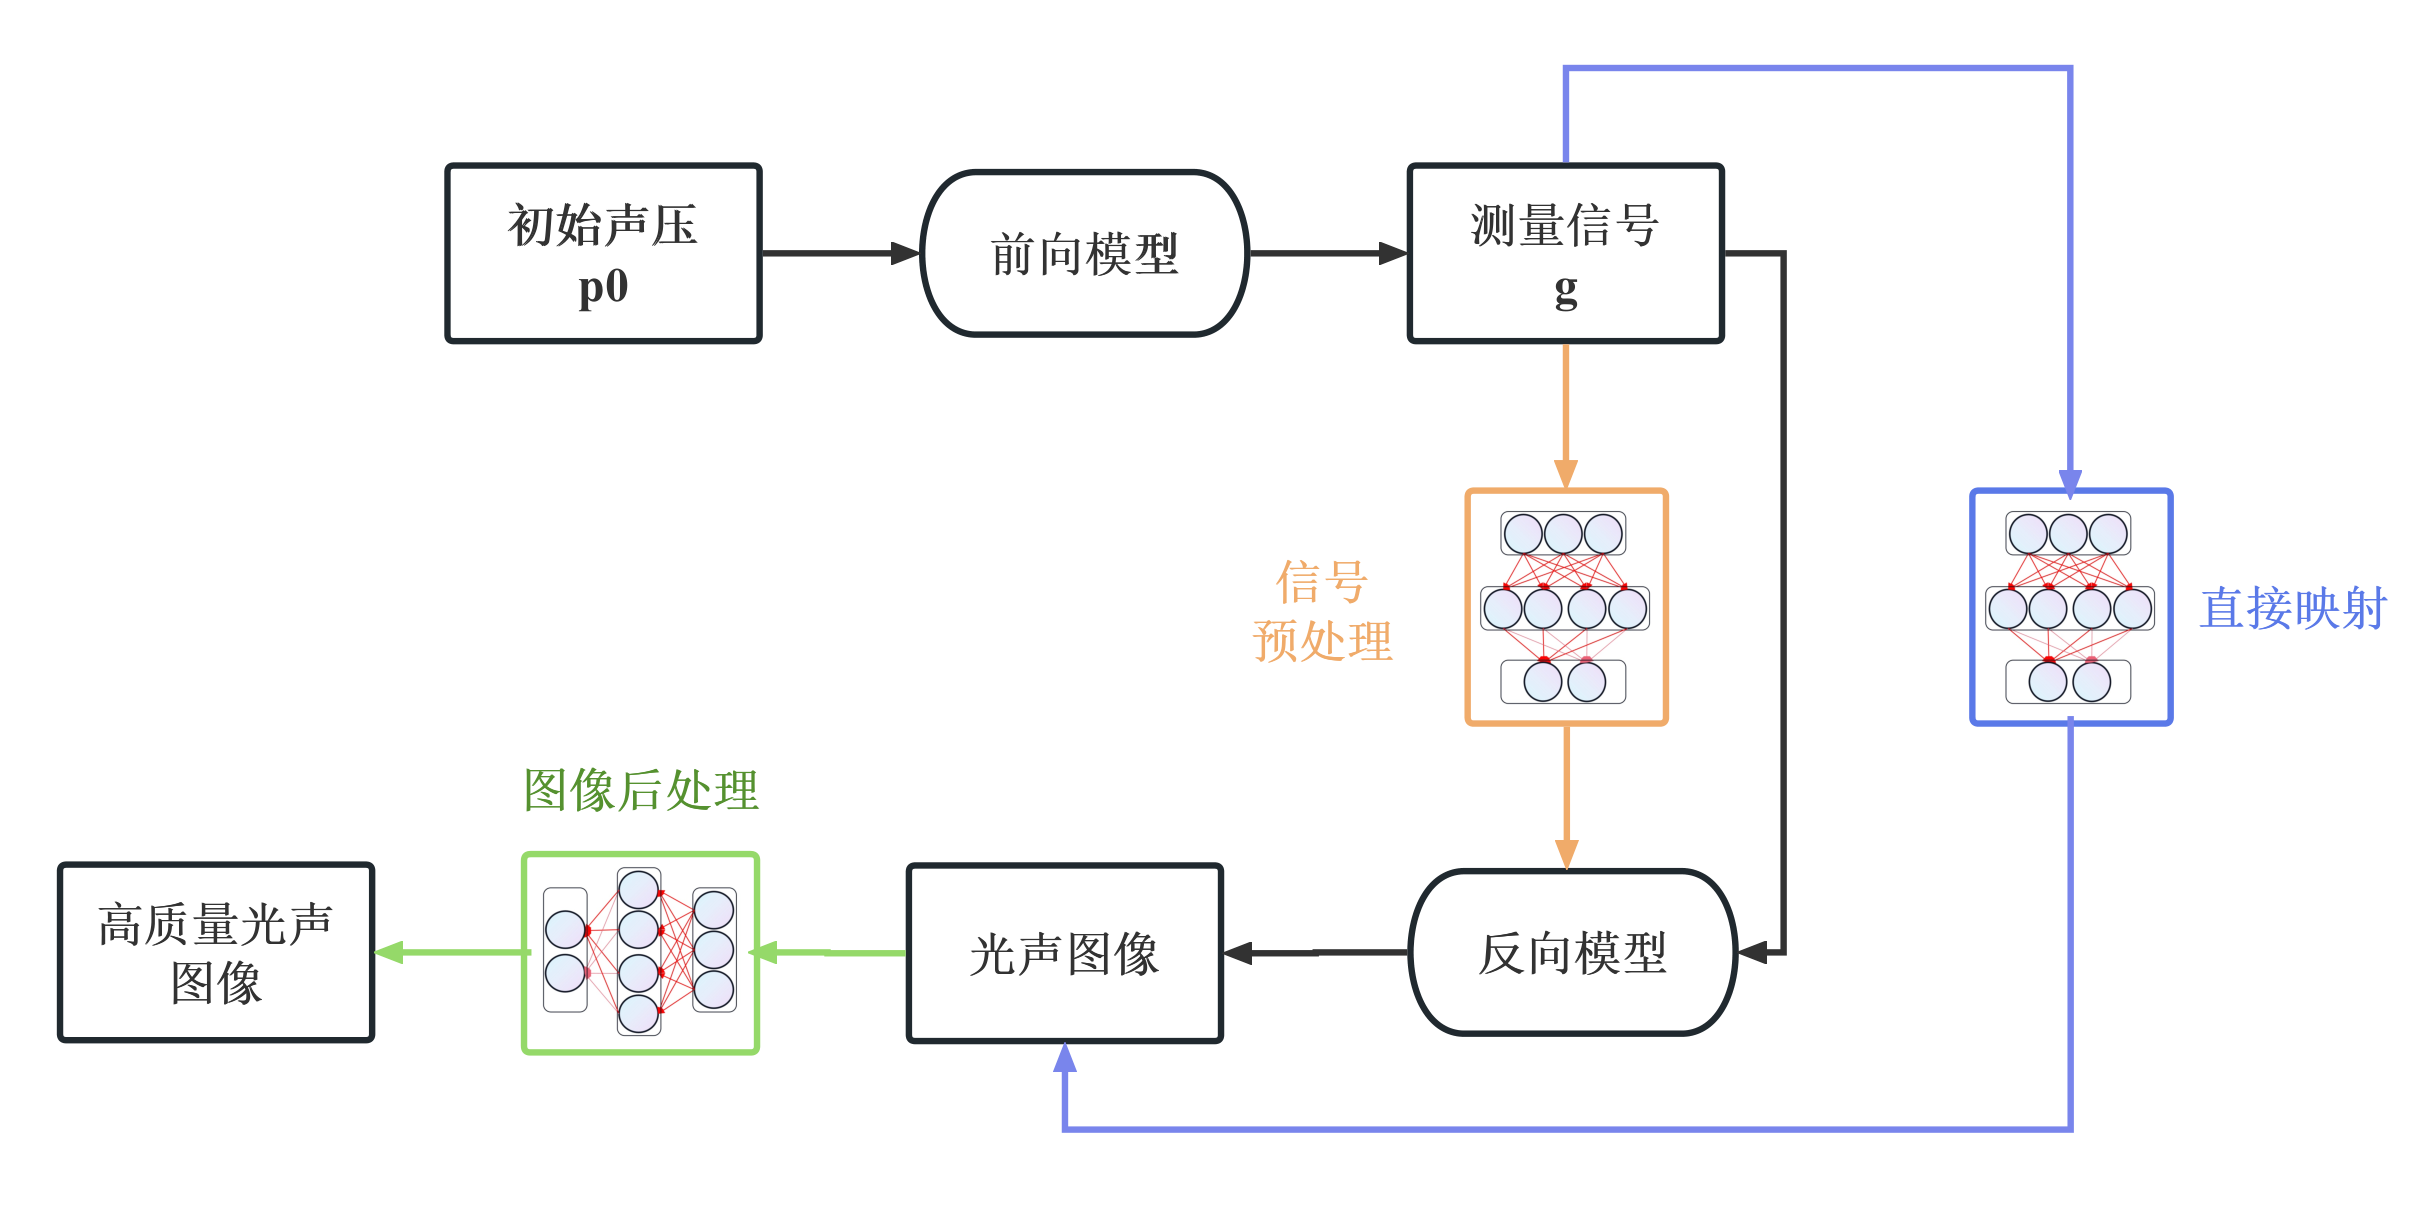 初始声压
p0
前向模型
测量信号
g
信号
预处理
直接映射
图像后处理
高质量光声
图像
光声图像
反向模型